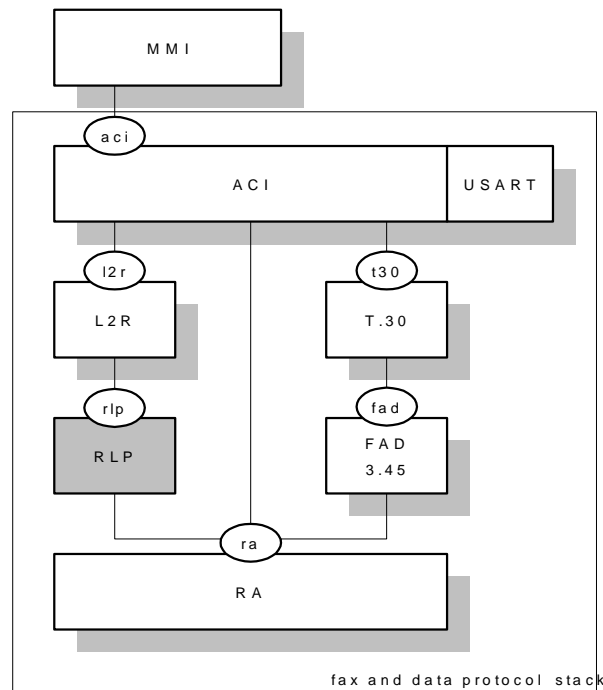 MMI
aci
ACI
USART
l2r
t30
L2R
T.30
rlp
fad
RLP
FAD
3.45
ra
RA
fax and data protocol stack